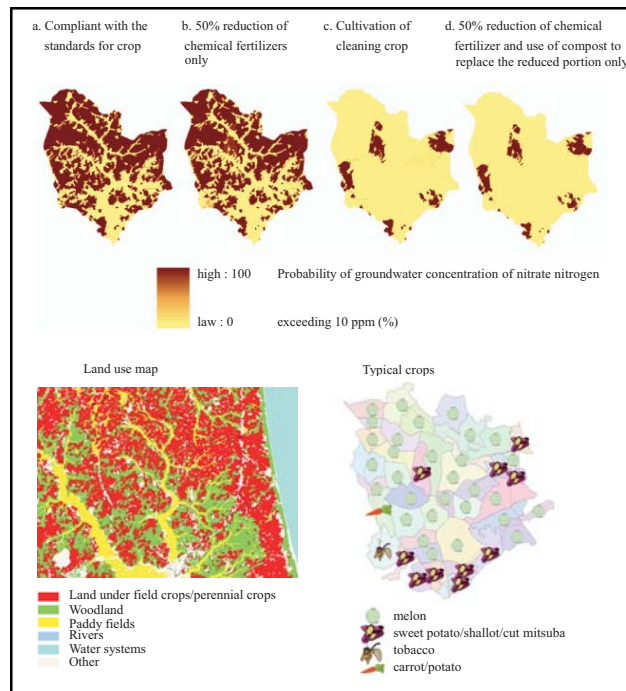 a. Compliant with the
the standards for crop
b. 50% reduction of
chemical fertilizers
only
c. Cultivation of
cleaning crop
d. 50% reduction of chemical
fertilizer and use of compost to
replace the reduced portion only
high : 100 Probability of groundwater concentration of nitrate nitrogen
law : 0 exceeding 10 ppm (%)
Land use map
Land under field crops/perennial crops
Woodland
Paddy fields
Rivers
Water systems
Other
Typical crops
melon
sweet potato/shallot/cut mitsuba
tobacco
carrot/potato